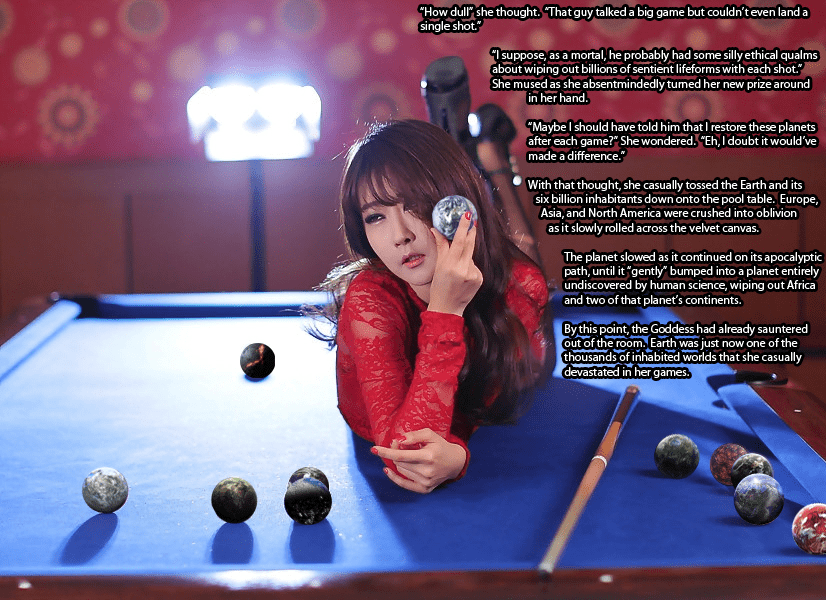 “How dull”, she thought.  “That guy talked a big game but couldn’t even land a
single shot.”
“I suppose, as a mortal, he probably had some silly ethical qualms
about wiping out billions of sentient lifeforms with each shot.”
She mused as she absentmindedly turned her new prize around
in her hand.
“Maybe I should have told him that I restore these planets
after each game?” She wondered.  “Eh, I doubt it would’ve
made a difference.”
With that thought, she casually tossed the Earth and its
six billion inhabitants down onto the pool table.  Europe,
Asia, and North America were crushed into oblivion
as it slowly rolled across the velvet canvas.
The planet slowed as it continued on its apocalyptic
path, until it “gently” bumped into a planet entirely
undiscovered by human science, wiping out Africa
and two of that planet’s continents.
By this point, the Goddess had already sauntered
out of the room.  Earth was just now one of the
thousands of inhabited worlds that she casually
devastated in her games.